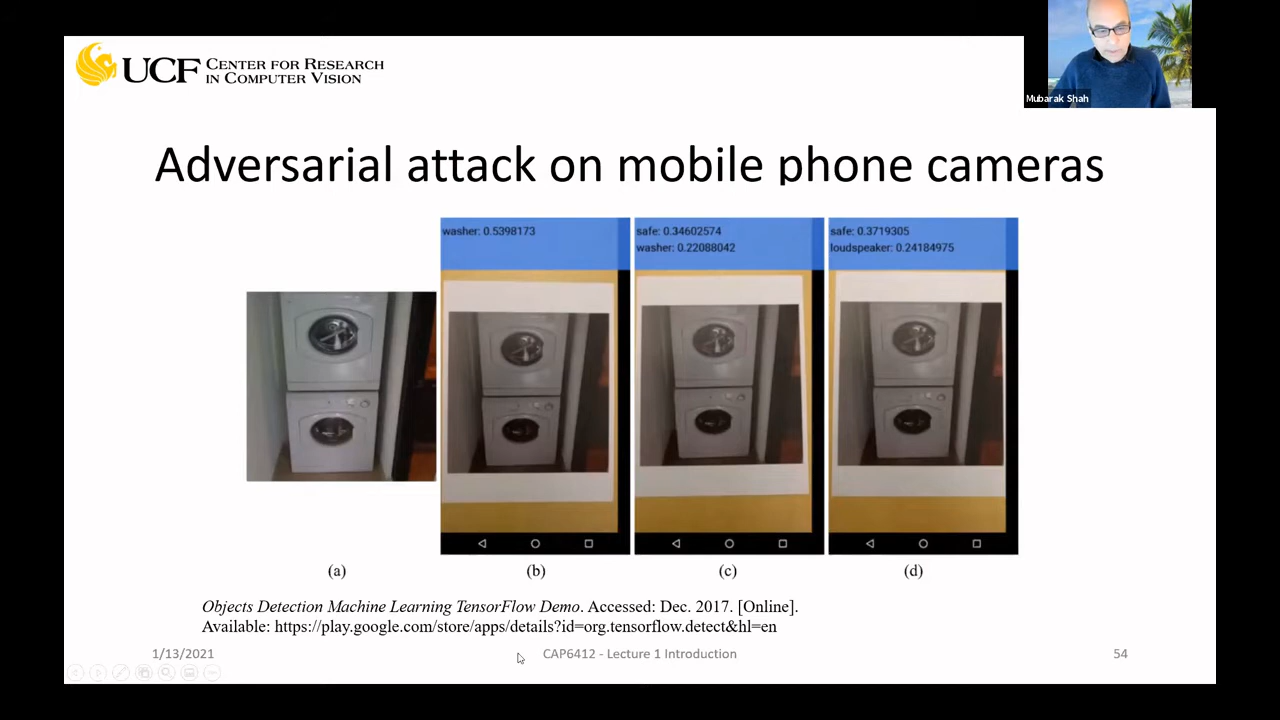 UCF CENTER FOR RESEARCH
IN COMPUTER VISION
Mubarak Shah
Adversarial attack on mobile phone cameras
washer: 0.5398173
safe: 0.34602574
washer: 0.22088042
safe: 0.3719305
loudspeaker: 0.24184975
(a)
(b)
(c)
(d)
Objects Detection Machine Learning TensorFlow Demo. Accessed: Dec. 2017. [Online].
Available: https://play.google.com/store/apps/details?id=org.tensorflow.detect&hl=en
1/13/2021
CAP6412 - Lecture 1 Introduction
54